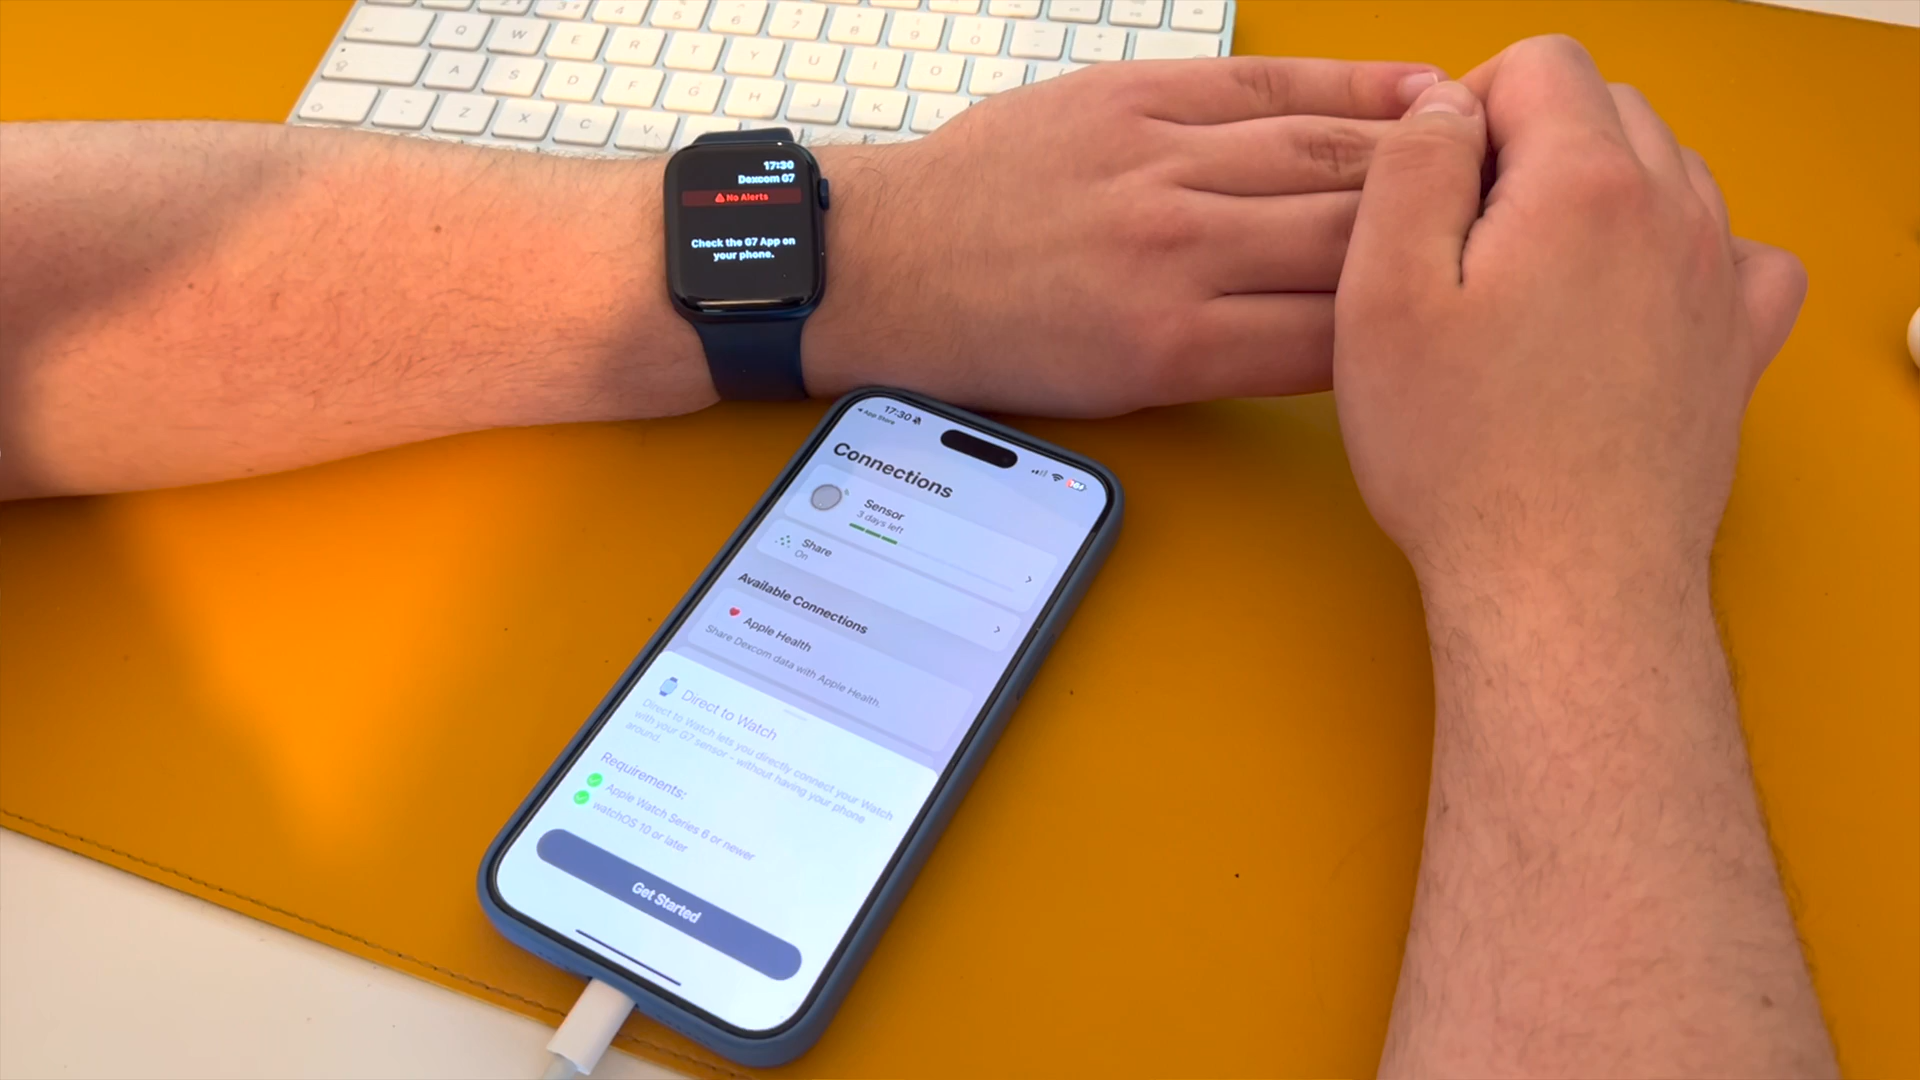 Q W E R T Y U I O P
A S D F G H J K L
Z X C V
17:30
Dexcom G7
No Alerts
Check the G7 App on
your phone.
17:30
App Store
Connections
Sensor
3 days left
Share
On
Available Connections
Apple Health
Share Dexcom data with Apple Health.
Direct to Watch
Direct to Watch lets you directly connect your Watch
with your G7 sensor – without having your phone
around.
Requirements:
Apple Watch Series 6 or newer
watchOS 10 or later
Get Started